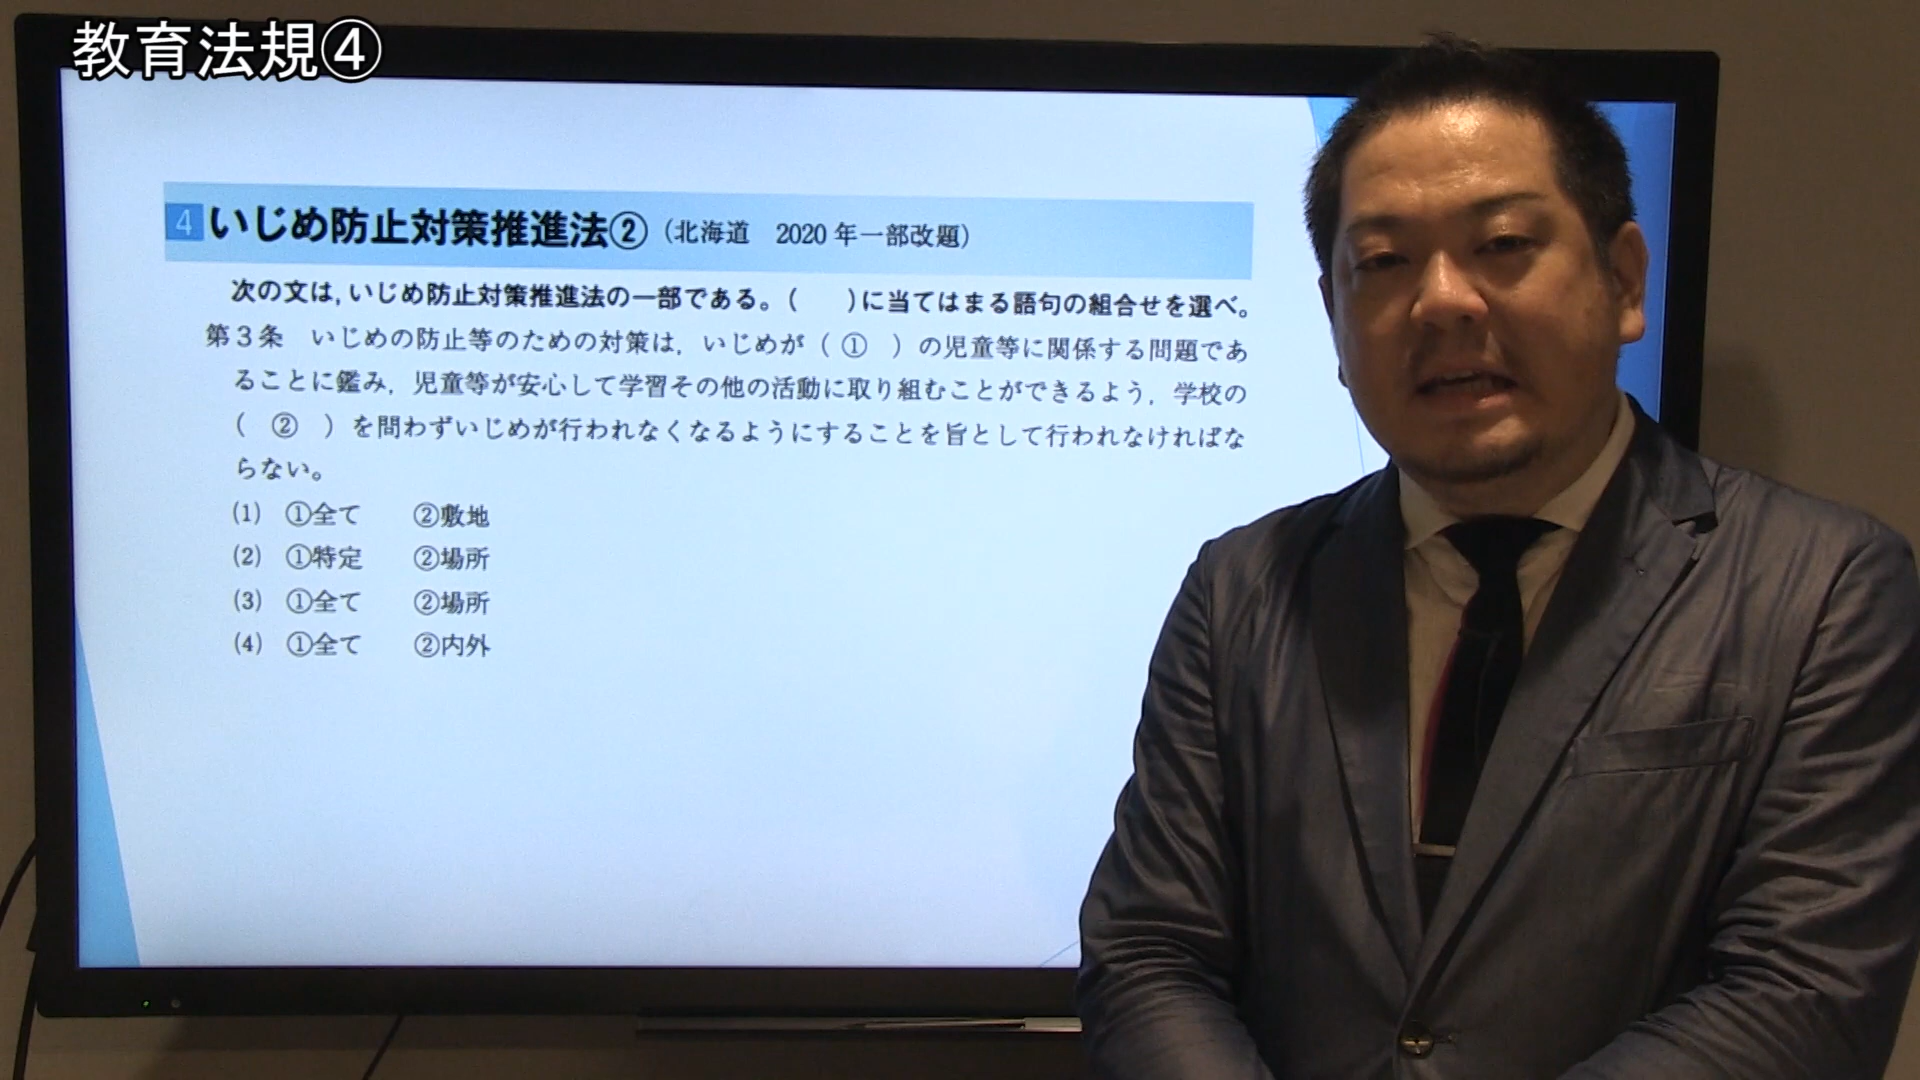 教育法規④
4 いじめ防止対策推進法②（北海道　2020年一部改題）
次の文は，いじめ防止対策推進法の一部である。（　　）に当てはまる語句の組合せを選べ。
第３条　いじめの防止等のための対策は，いじめが（ ① ）の児童等に関係する問題であ
ることに鑑み，児童等が安心して学習その他の活動に取り組むことができるよう，学校の
（　②　）を問わずいじめが行われなくなるようにすることを旨として行われなければな
らない。
(1)　①全て　　②敷地
(2)　①特定　　②場所
(3)　①全て　　②場所
(4)　①全て　　②内外